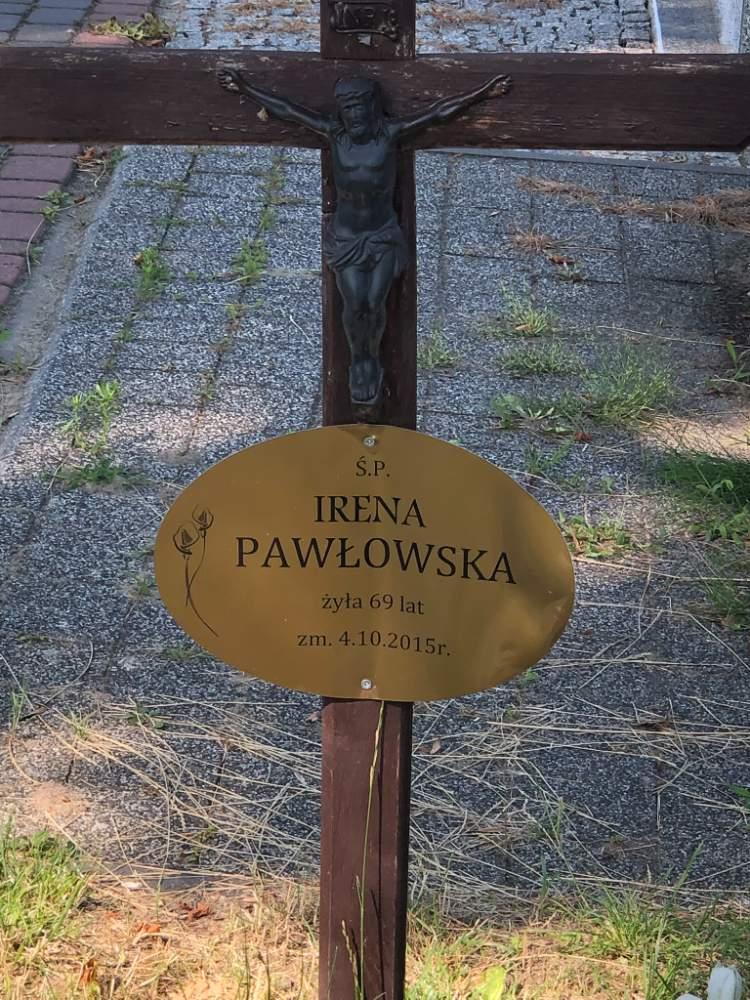 Ś.P.
IRENA
PAWŁOWSKA
żyła 69 lat
zm. 4.10.2015r.